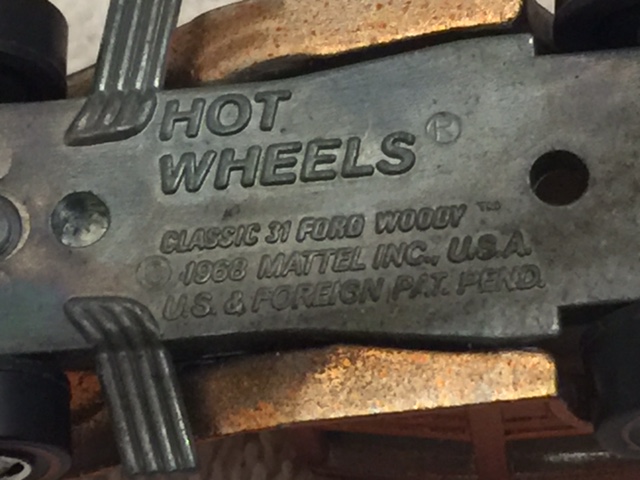 HOT
WHEELS ®
CLASSIC 31 FORD WOODY ™
© 1968 MATTEL INC., U.S.A.
U.S. & FOREIGN PAT. PEND.